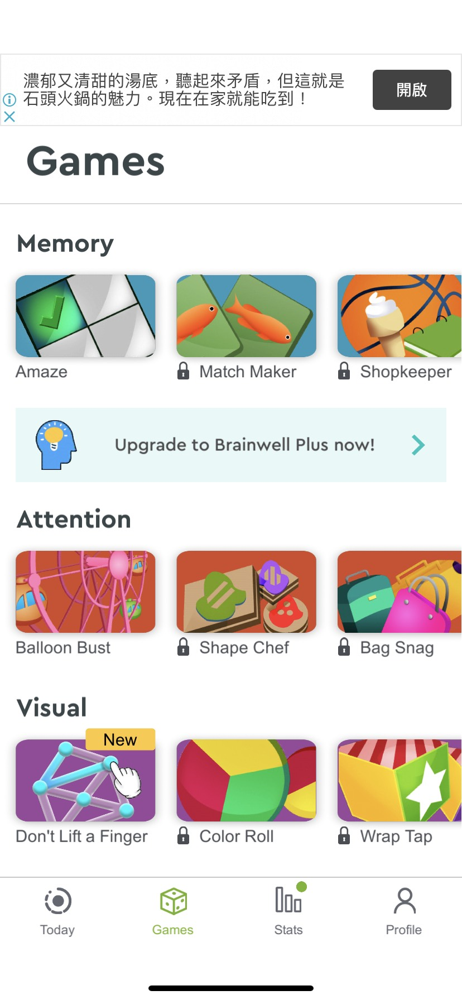 濃郁又清甜的湯底，聽起來矛盾，但這就是
石頭火鍋的魅力。現在在家就能吃到！
開啟
Games
Memory
Amaze
Match Maker
Shopkeeper
Upgrade to Brainwell Plus now!
Attention
Balloon Bust
Shape Chef
Bag Snag
Visual
New
Don't Lift a Finger
Color Roll
Wrap Tap
Today
Games
Stats
Profile